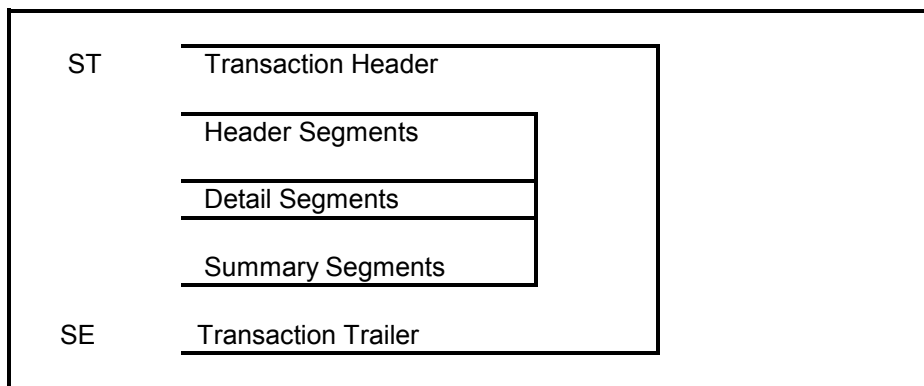 ST Transaction Header
Header Segments
Detail Segments
Summary Segments
SE Transaction Trailer